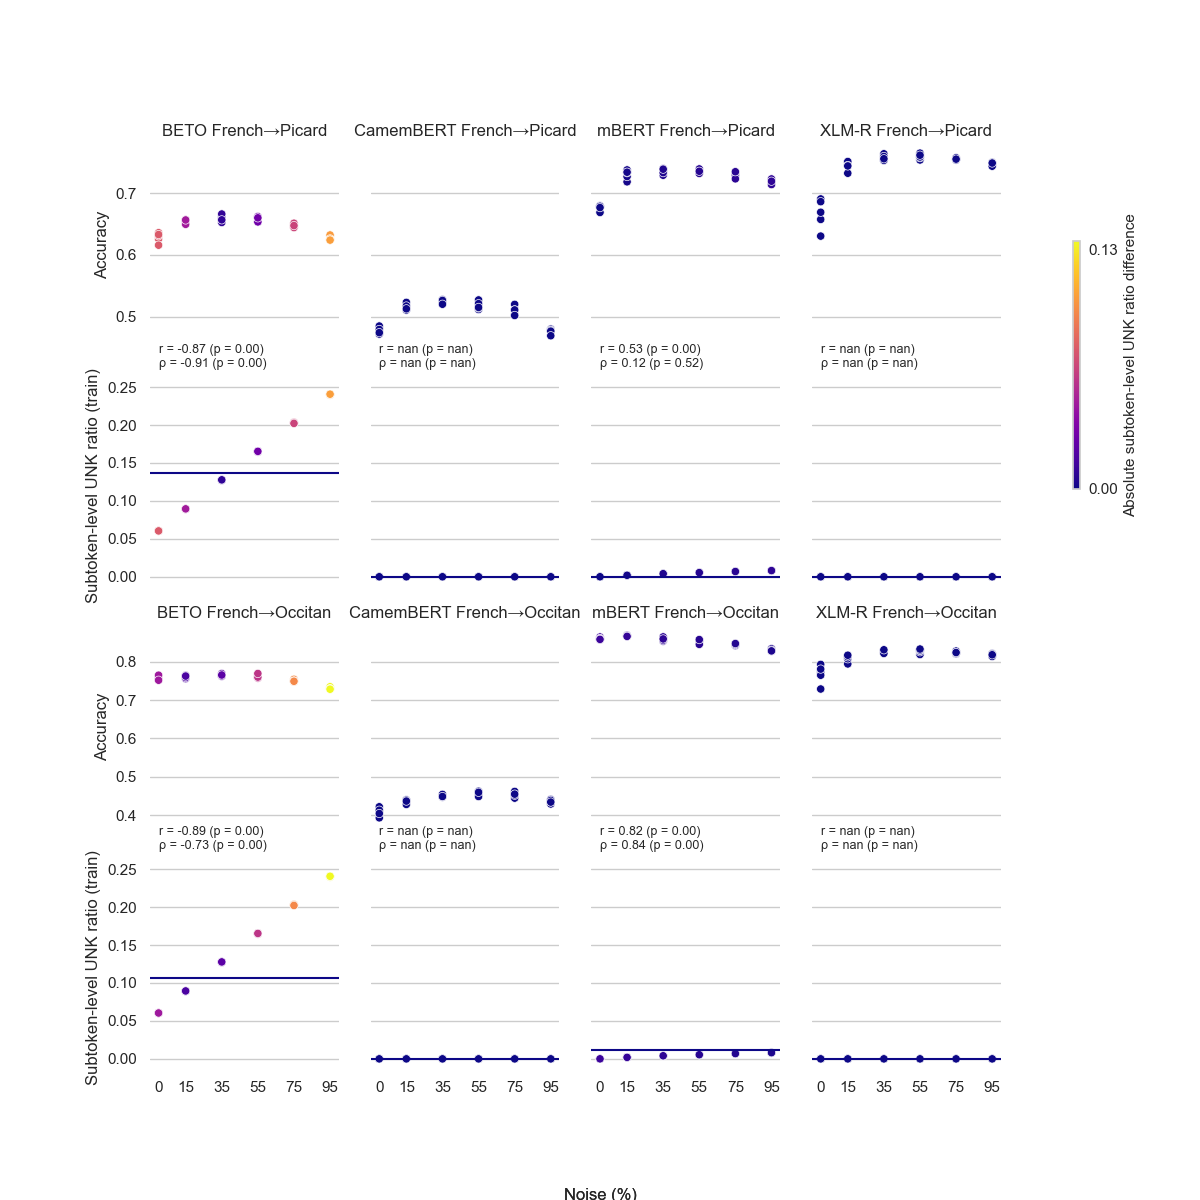 BETO French→Picard
CamemBERT French→Picard
mBERT French→Picard
XLM-R French→Picard
Accuracy
0.7
0.6
0.5
r = -0.87 (p = 0.00)
ρ = -0.91 (p = 0.00)
r = nan (p = nan)
ρ = nan (p = nan)
r = 0.53 (p = 0.00)
ρ = 0.12 (p = 0.52)
r = nan (p = nan)
ρ = nan (p = nan)
Subtoken-level UNK ratio (train)
0.25
0.20
0.15
0.10
0.05
0.00
0.13
0.00
Absolute subtoken-level UNK ratio difference
BETO French→Occitan
CamemBERT French→Occitan
mBERT French→Occitan
XLM-R French→Occitan
Accuracy
0.8
0.7
0.6
0.5
0.4
r = -0.89 (p = 0.00)
ρ = -0.73 (p = 0.00)
r = nan (p = nan)
ρ = nan (p = nan)
r = 0.82 (p = 0.00)
ρ = 0.84 (p = 0.00)
r = nan (p = nan)
ρ = nan (p = nan)
Subtoken-level UNK ratio (train)
0.25
0.20
0.15
0.10
0.05
0.00
0 15 35 55 75 95
0 15 35 55 75 95
0 15 35 55 75 95
0 15 35 55 75 95
Noise (%)